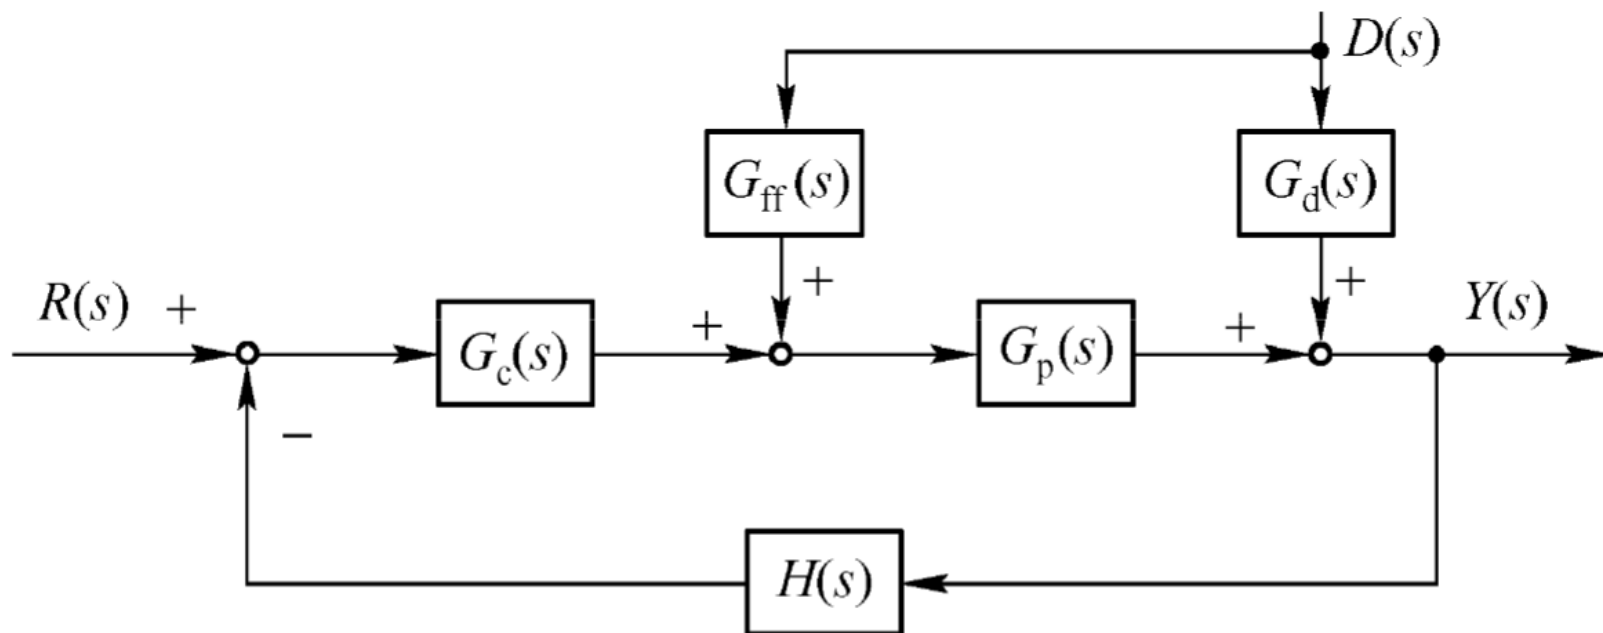 D(s)
G_ff(s)
G_d(s)
+
+
R(s)
+
+
+
Y(s)
G_c(s)
G_p(s)
−
H(s)